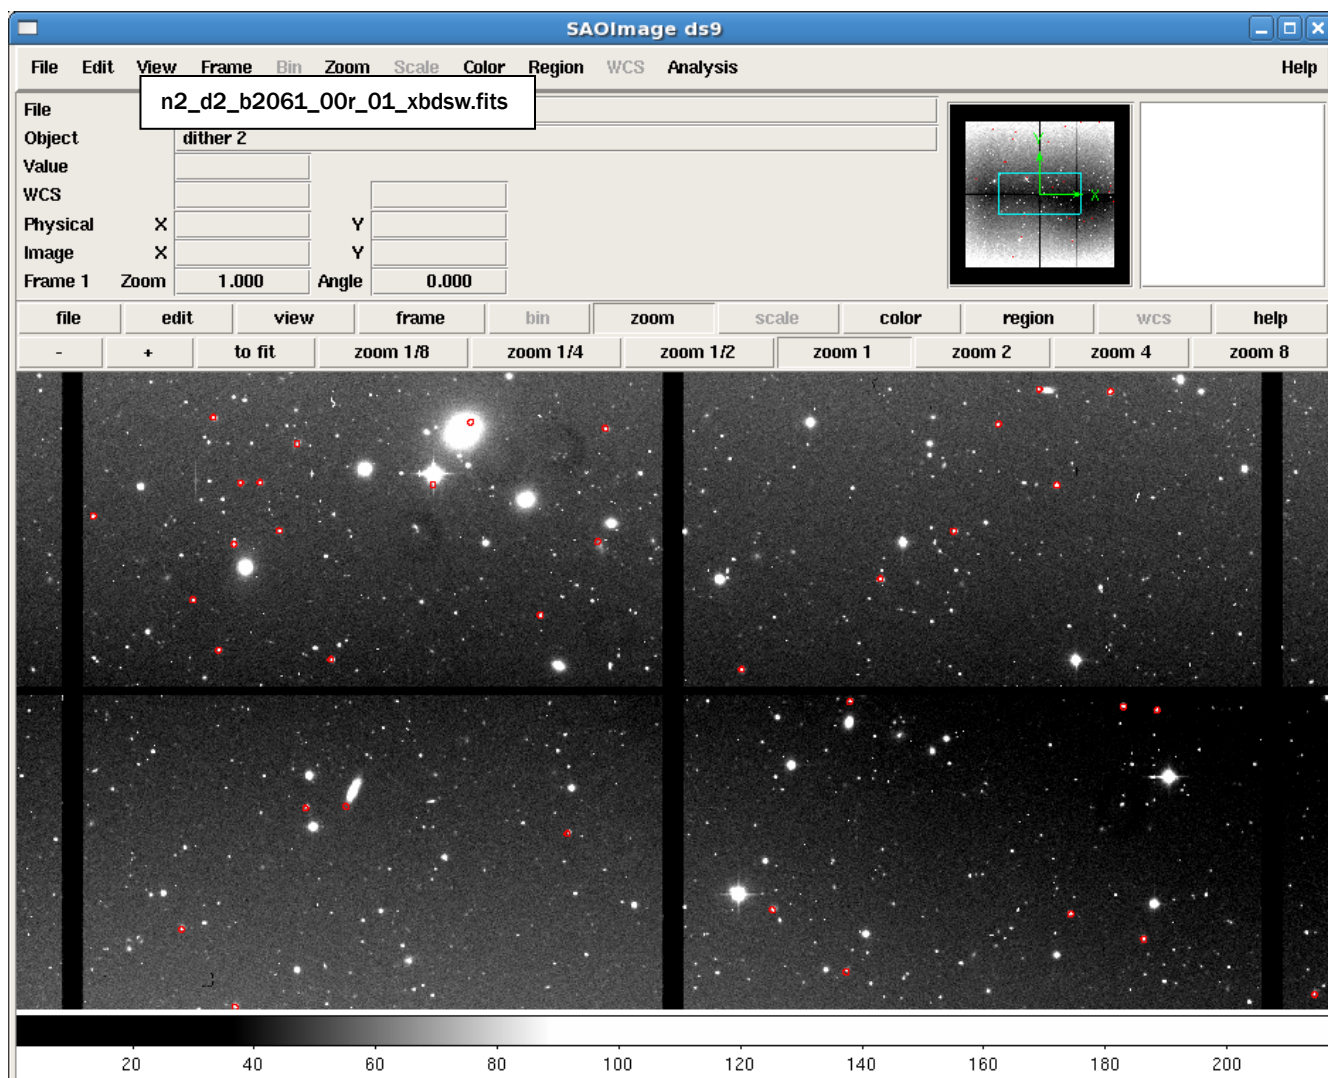 SAOImage ds9
File Edit View Frame Bin Zoom Scale Color Region WCS Analysis Help
n2_d2_b2061_00r_01_xbdsw.fits
File
Object dither 2
Value
WCS
Physical X Y
Image X Y
Frame 1 Zoom 1.000 Angle 0.000
Y
X
file edit view frame bin zoom scale color region wcs help
- + to fit zoom 1/8 zoom 1/4 zoom 1/2 zoom 1 zoom 2 zoom 4 zoom 8
20 40 60 80 100 120 140 160 180 200